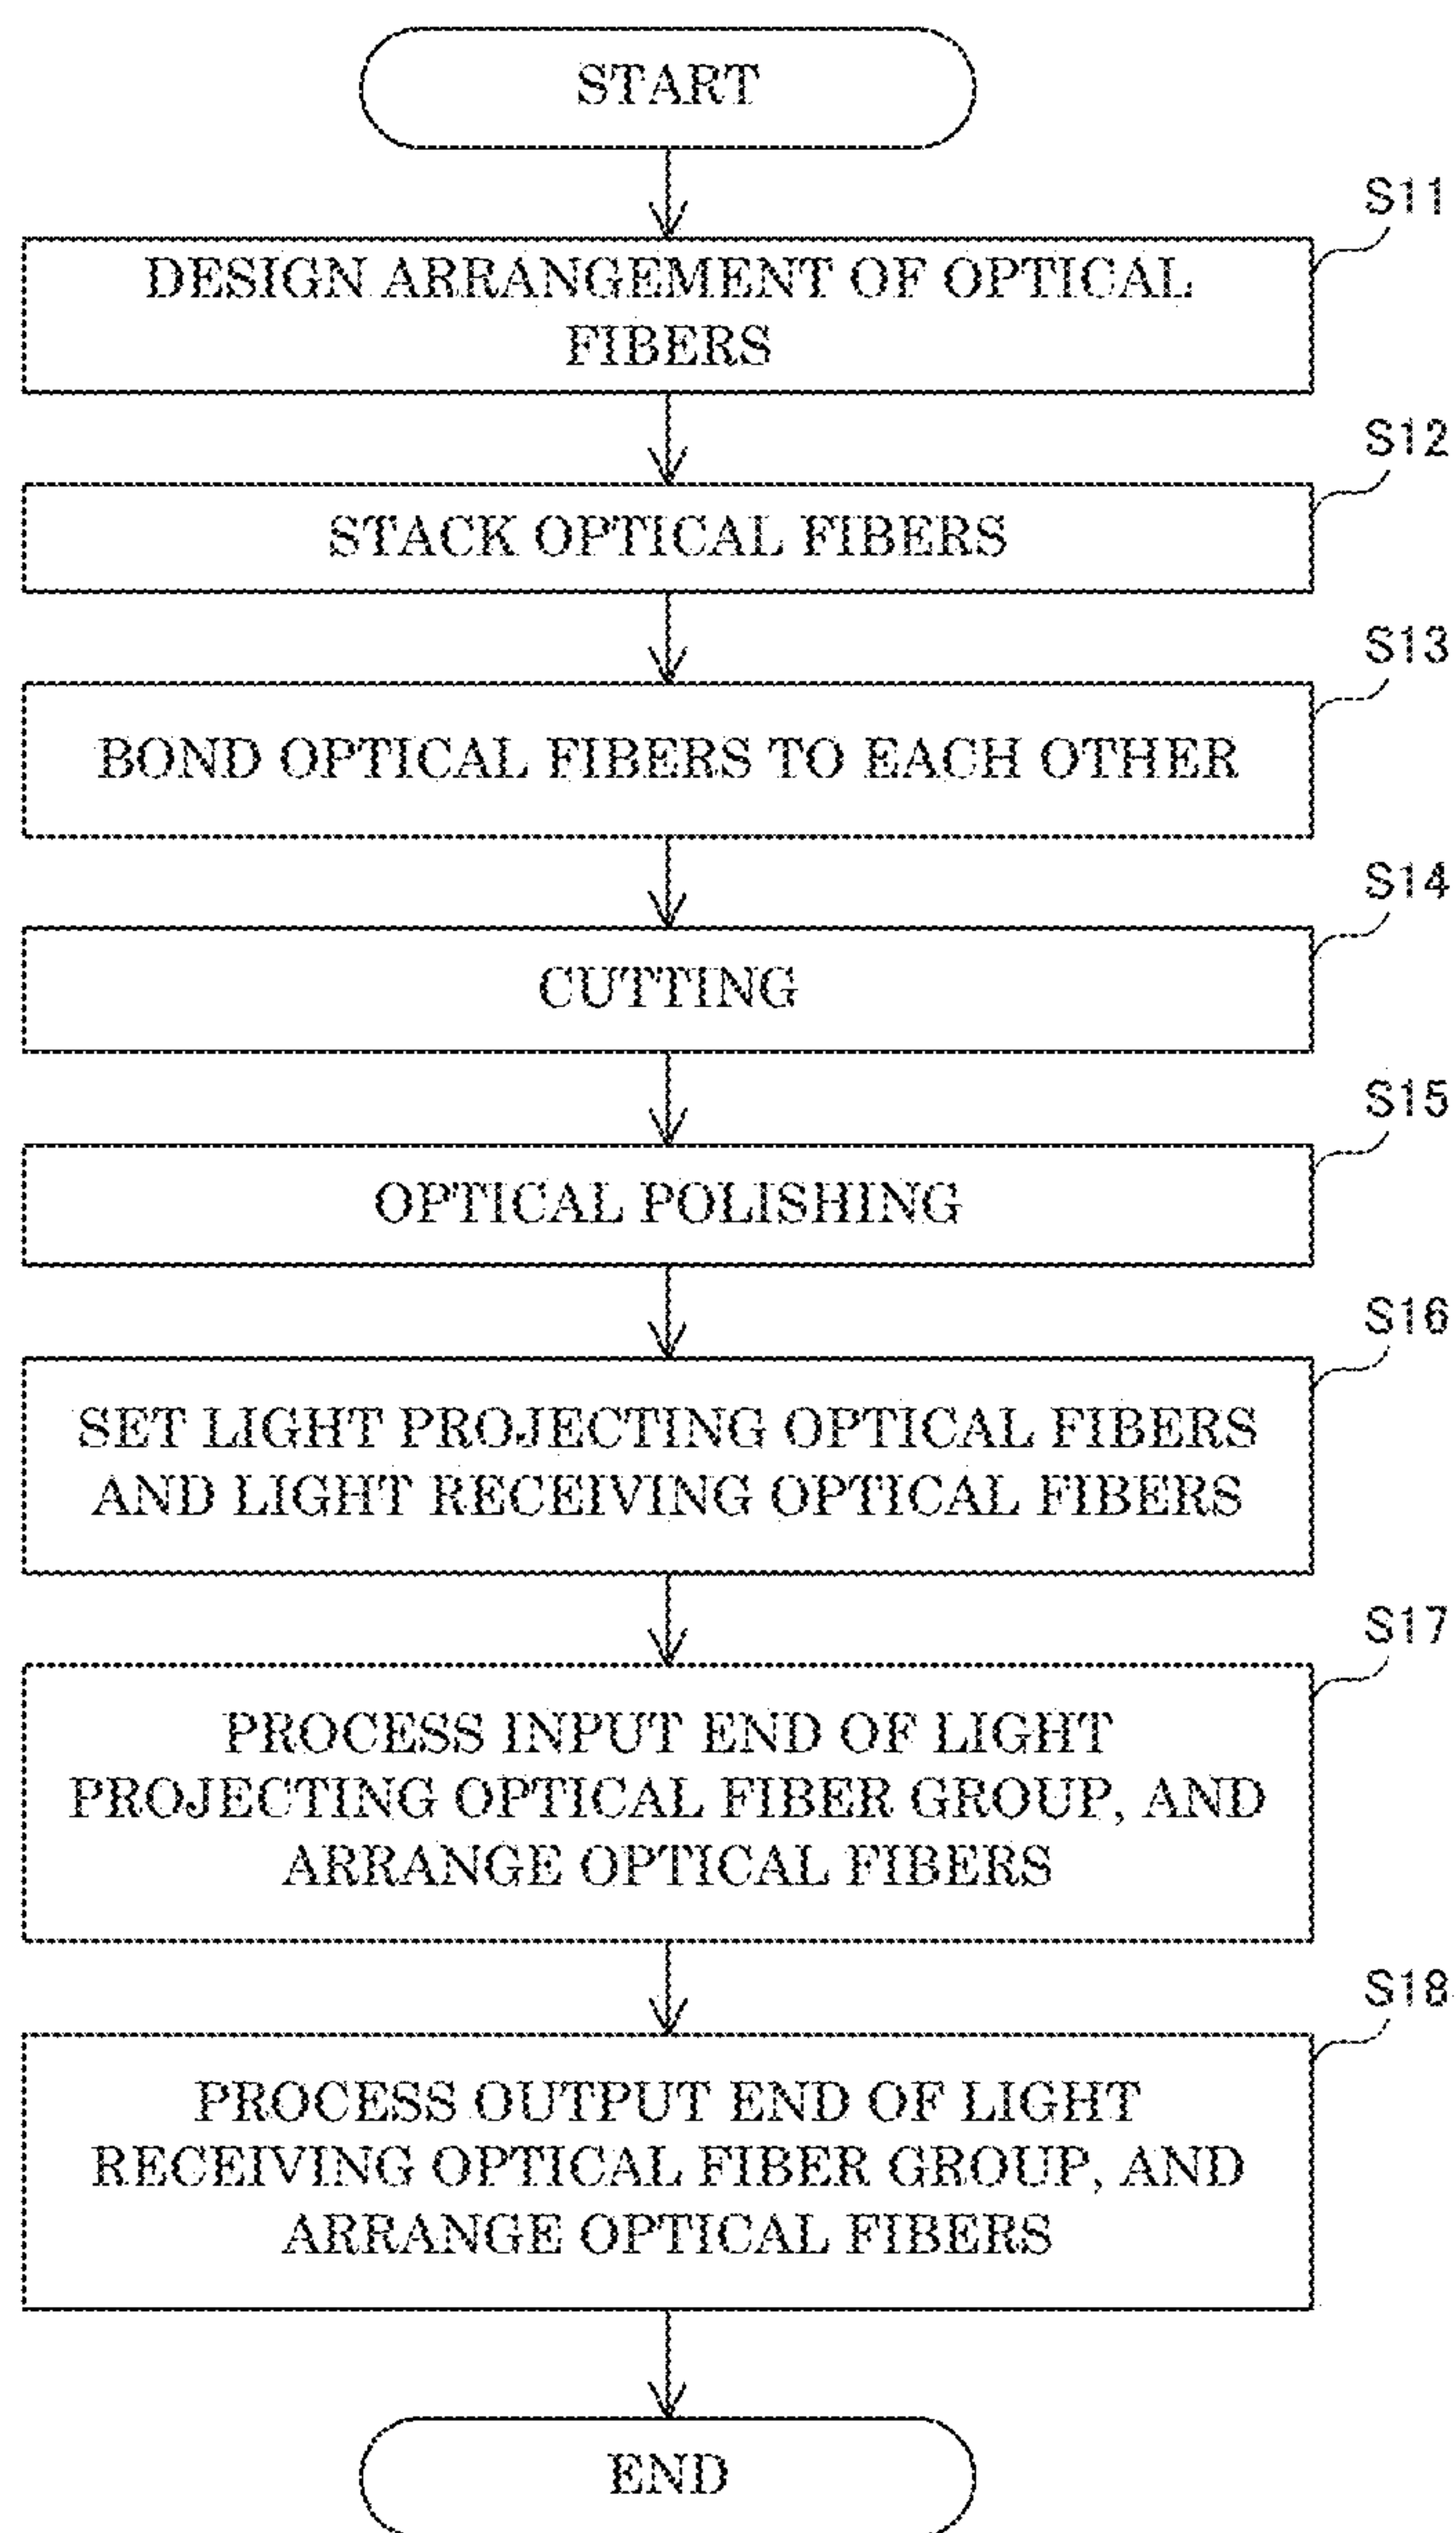 START
S11
DESIGN ARRANGEMENT OF OPTICAL
FIBERS
S12
STACK OPTICAL FIBERS
S13
BOND OPTICAL FIBERS TO EACH OTHER
S14
CUTTING
S15
OPTICAL POLISHING
S16
SET LIGHT PROJECTING OPTICAL FIBERS
AND LIGHT RECEIVING OPTICAL FIBERS
S17
PROCESS INPUT END OF LIGHT
PROJECTING OPTICAL FIBER GROUP, AND
ARRANGE OPTICAL FIBERS
S18
PROCESS OUTPUT END OF LIGHT
RECEIVING OPTICAL FIBER GROUP, AND
ARRANGE OPTICAL FIBERS
END